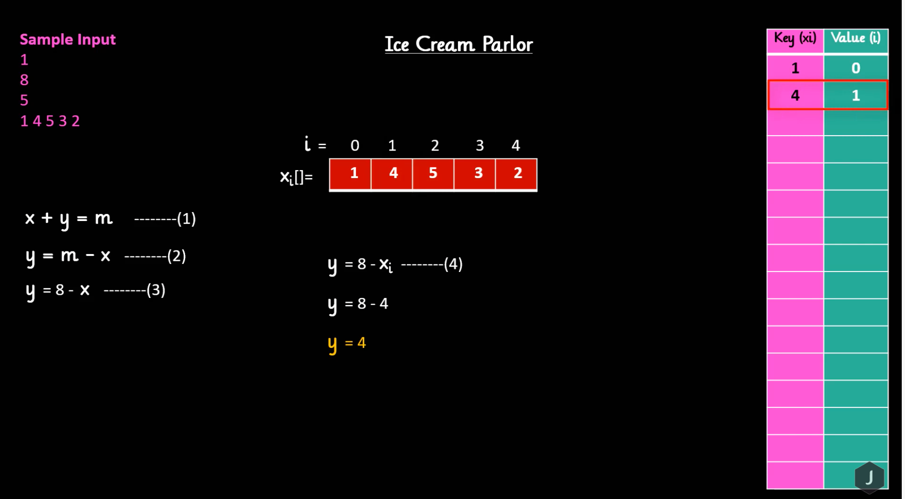 Sample Input
1
8
5
1 4 5 3 2
Ice Cream Parlor
i = 0 1 2 3 4
xi[]= 1 4 5 3 2
x + y = m --------(1)
y = m - x --------(2)
y = 8 - x --------(3)
y = 8 - xi --------(4)
y = 8 - 4
y = 4
Key (xi) Value (i)
1 0
4 1
J